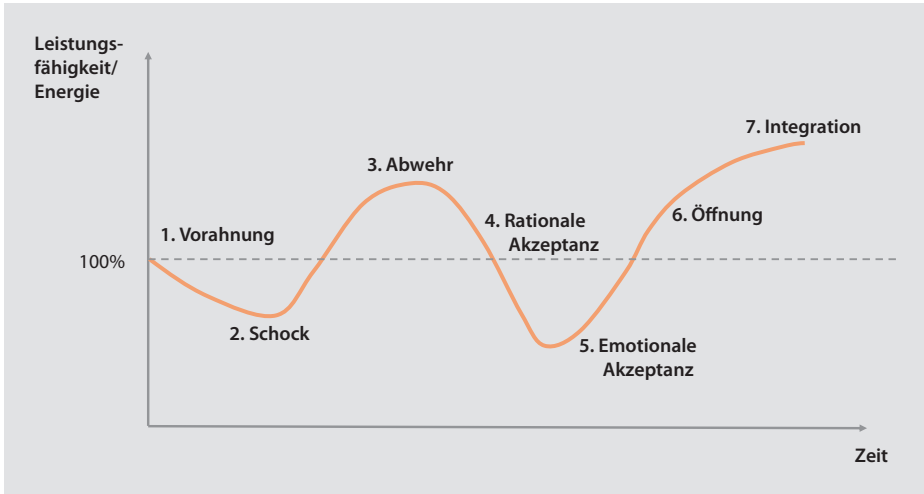 Leistungs-
fähigkeit/
Energie
7. Integration
3. Abwehr
6. Öffnung
4. Rationale
Akzeptanz
1. Vorahnung
100%
2. Schock
5. Emotionale
Akzeptanz
Zeit